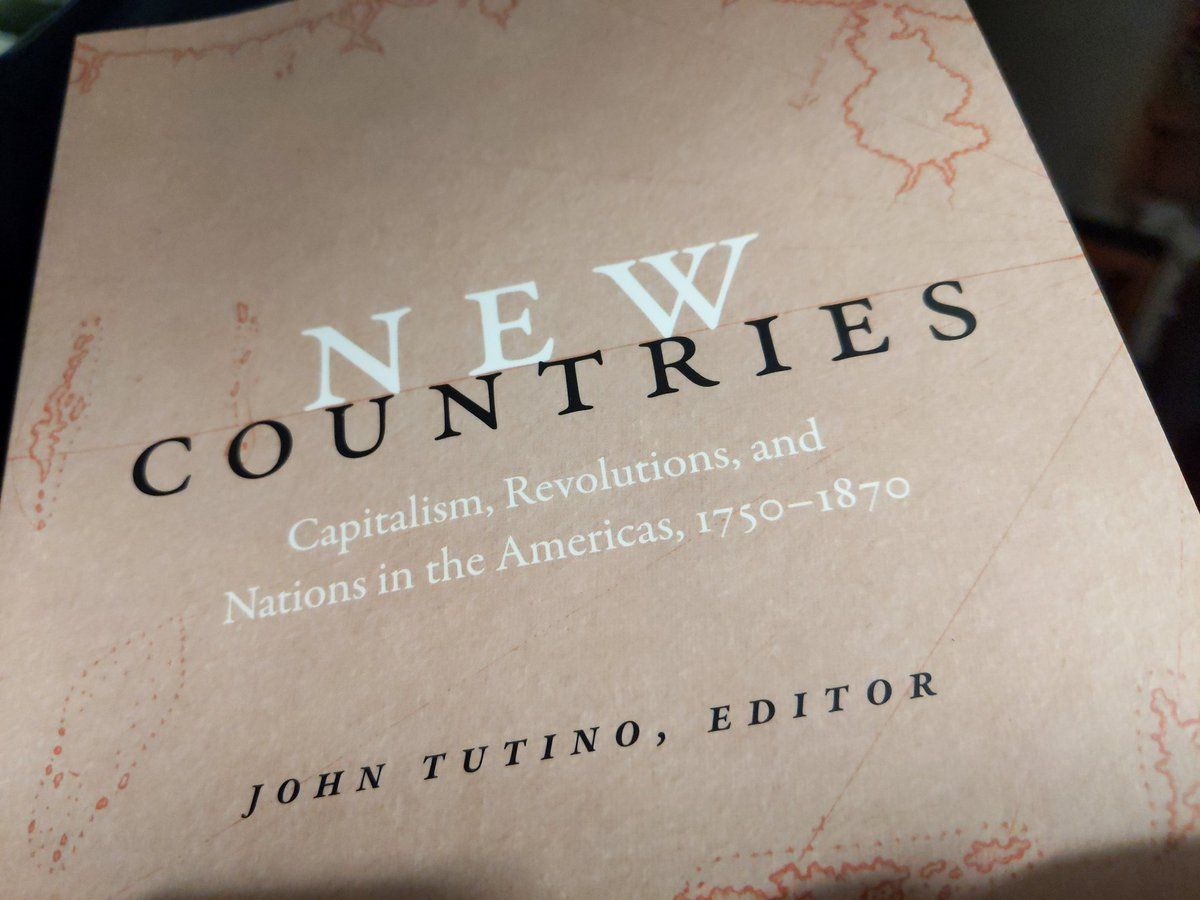 NEW
COUNTRIES
Capitalism, Revolutions, and
Nations in the Americas, 1750–1870
JOHN TUTINO, EDITOR